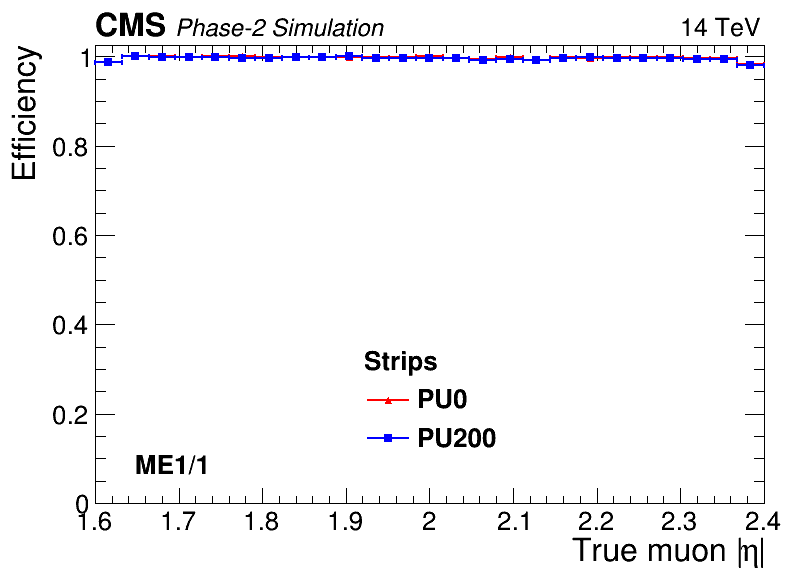 CMS Phase-2 Simulation 14 TeV
Efficiency
1
0.8
0.6
0.4
0.2
0
Strips
PU0
PU200
ME1/1
1.6 1.7 1.8 1.9 2 2.1 2.2 2.3 2.4
True muon |η|